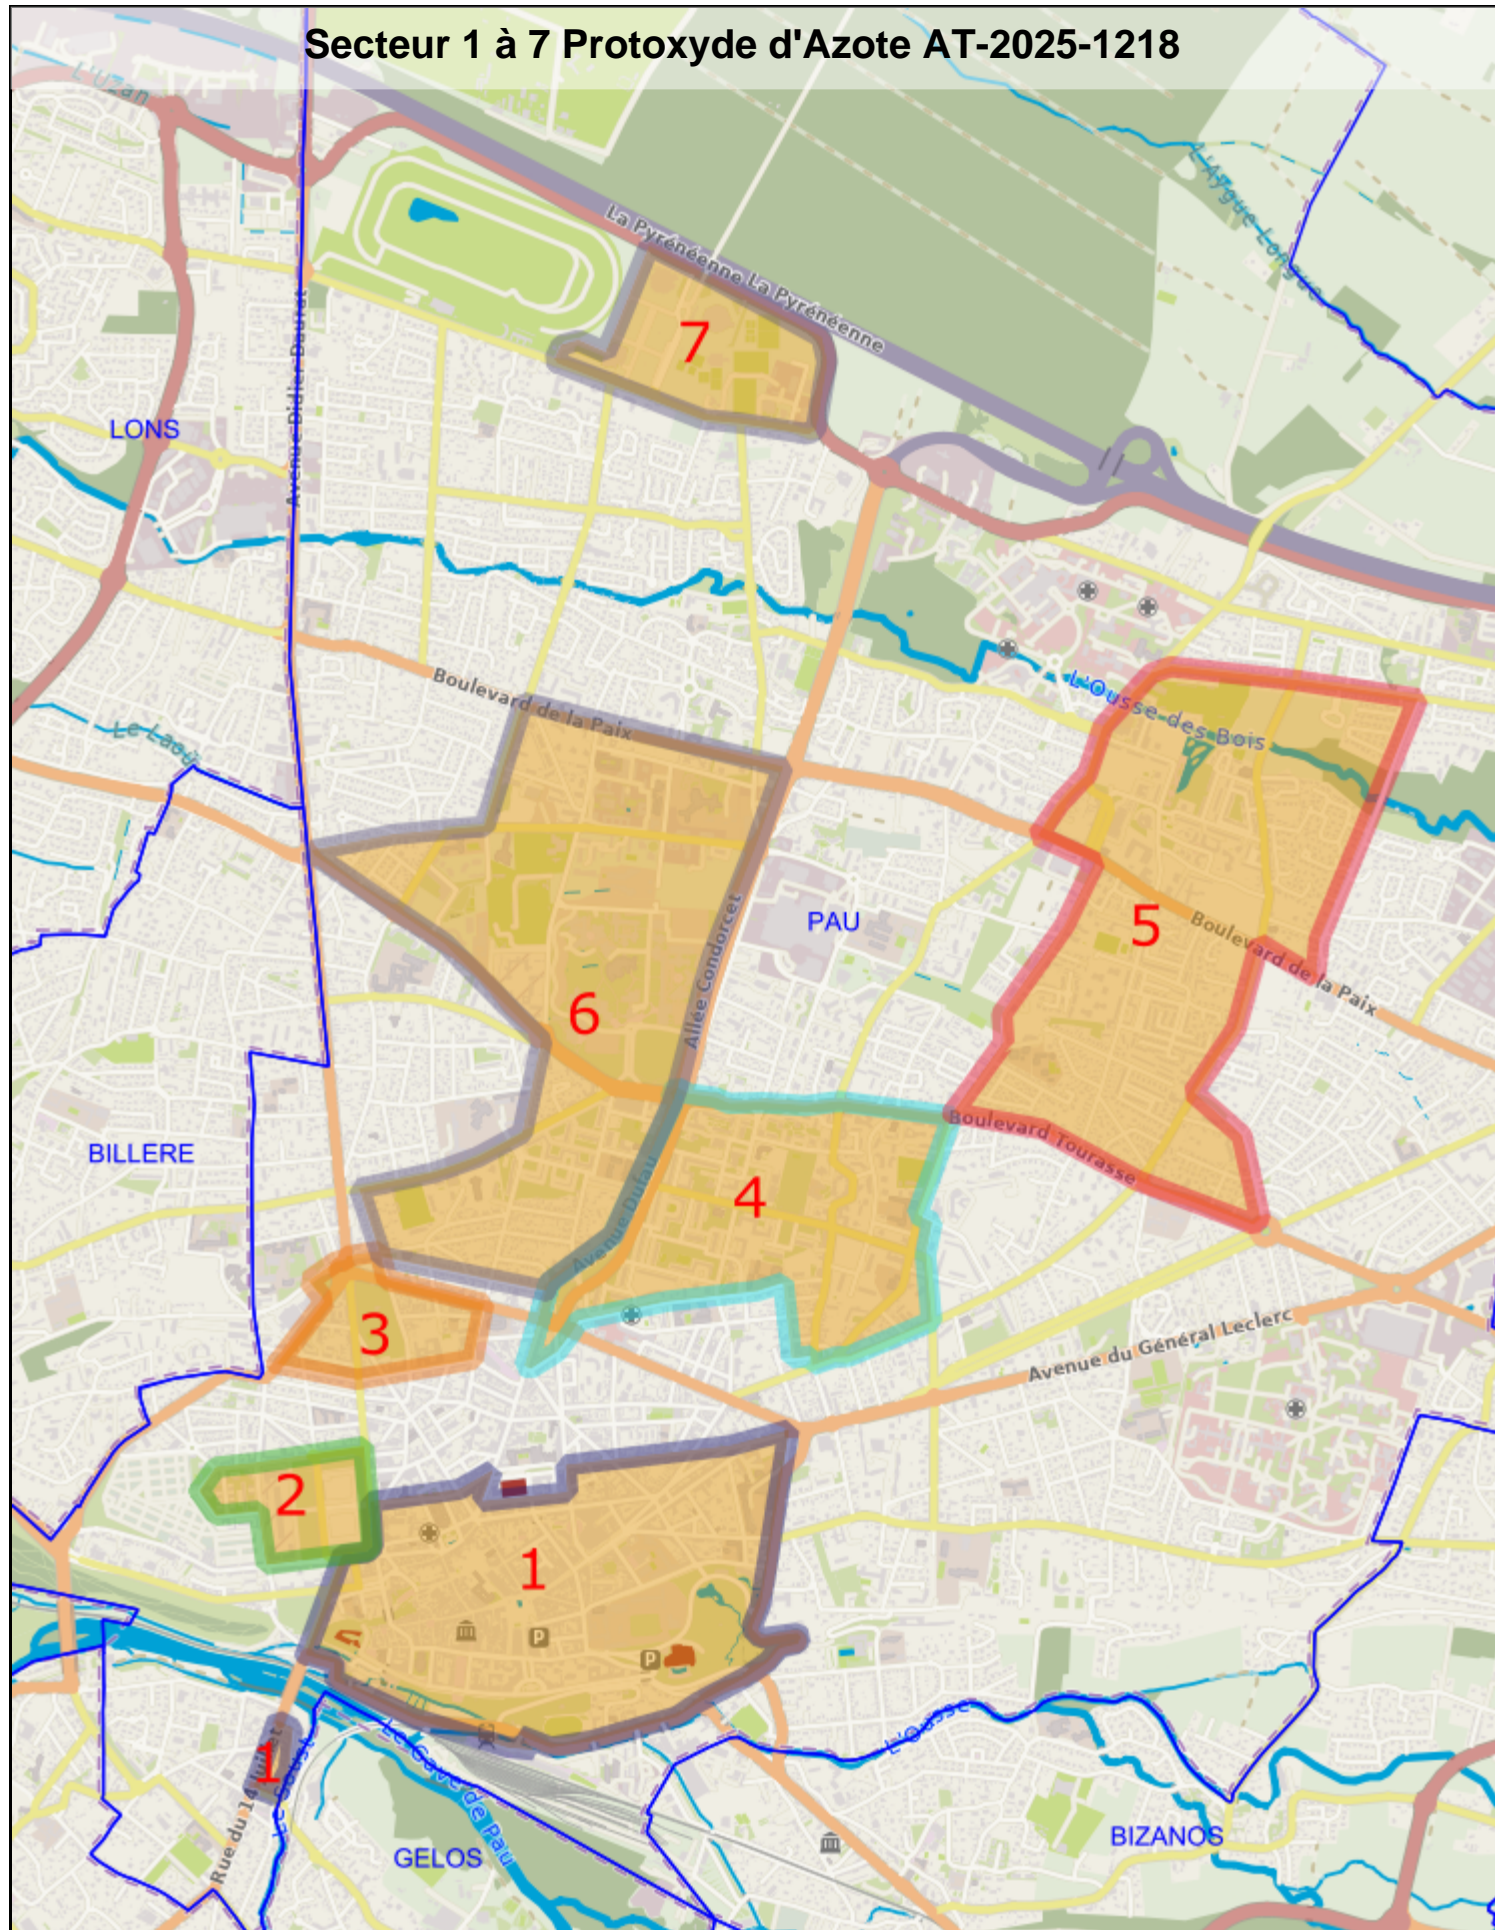 Secteur 1 à 7 Protoxyde d'Azote AT-2025-1218
L'Uzan
L'Aygue Longue
La Pyrénéenne La Pyrénéenne
7
Avenue Didier Daurat
LONS
Boulevard de la Paix
L'Ousse des Bois
Le Laoü
PAU
5
Boulevard de la Paix
Allée Condorcet
6
Boulevard Tourasse
BILLERE
4
Avenue Dufau
3
Avenue du Général Leclerc
2
1
P
P
L'Ousse
1
Le Soust
Le Gave de Pau
Rue du 14 Juillet
GELOS
BIZANOS